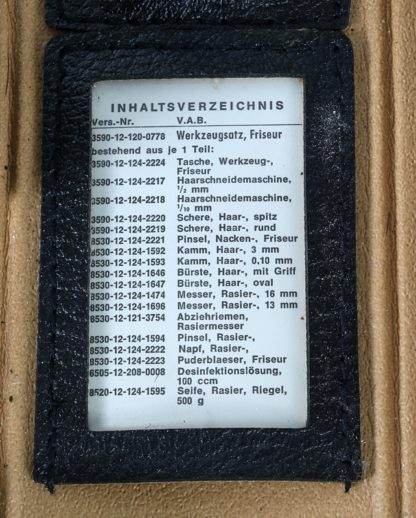 INHALTSVERZEICHNIS
Vers.-Nr. V.A.B.
3590-12-120-0778 Werkzeugsatz, Friseur
bestehend aus je 1 Teil:
3590-12-124-2224 Tasche, Werkzeug-,
Friseur
3590-12-124-2217 Haarschneidemaschine,
1/2 mm
3590-12-124-2218 Haarschneidemaschine,
1/10 mm
3590-12-124-2220 Schere, Haar-, spitz
3590-12-124-2219 Schere, Haar-, rund
8530-12-124-2221 Pinsel, Nacken-, Friseur
8530-12-124-1592 Kamm, Haar-, 3 mm
8530-12-124-1593 Kamm, Haar-, 0,10 mm
8530-12-124-1646 Bürste, Haar-, mit Griff
8530-12-124-1647 Bürste, Haar-, oval
8530-12-124-1474 Messer, Rasier-, 16 mm
8530-12-124-1696 Messer, Rasier-, 13 mm
8530-12-121-3754 Abziehriemen,
Rasiermesser
8530-12-124-1594 Pinsel, Rasier-,
8530-12-124-2222 Napf, Rasier-,
8530-12-124-2223 Puderblaeser, Friseur
6505-12-208-0008 Desinfektionslösung,
100 ccm
8520-12-124-1595 Seife, Rasier, Riegel,
500 g